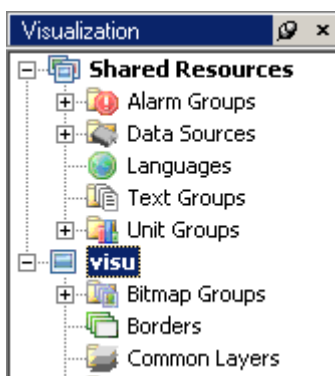 Visualization
Shared Resources
Alarm Groups
Data Sources
Languages
Text Groups
Unit Groups
visu
Bitmap Groups
Borders
Common Layers